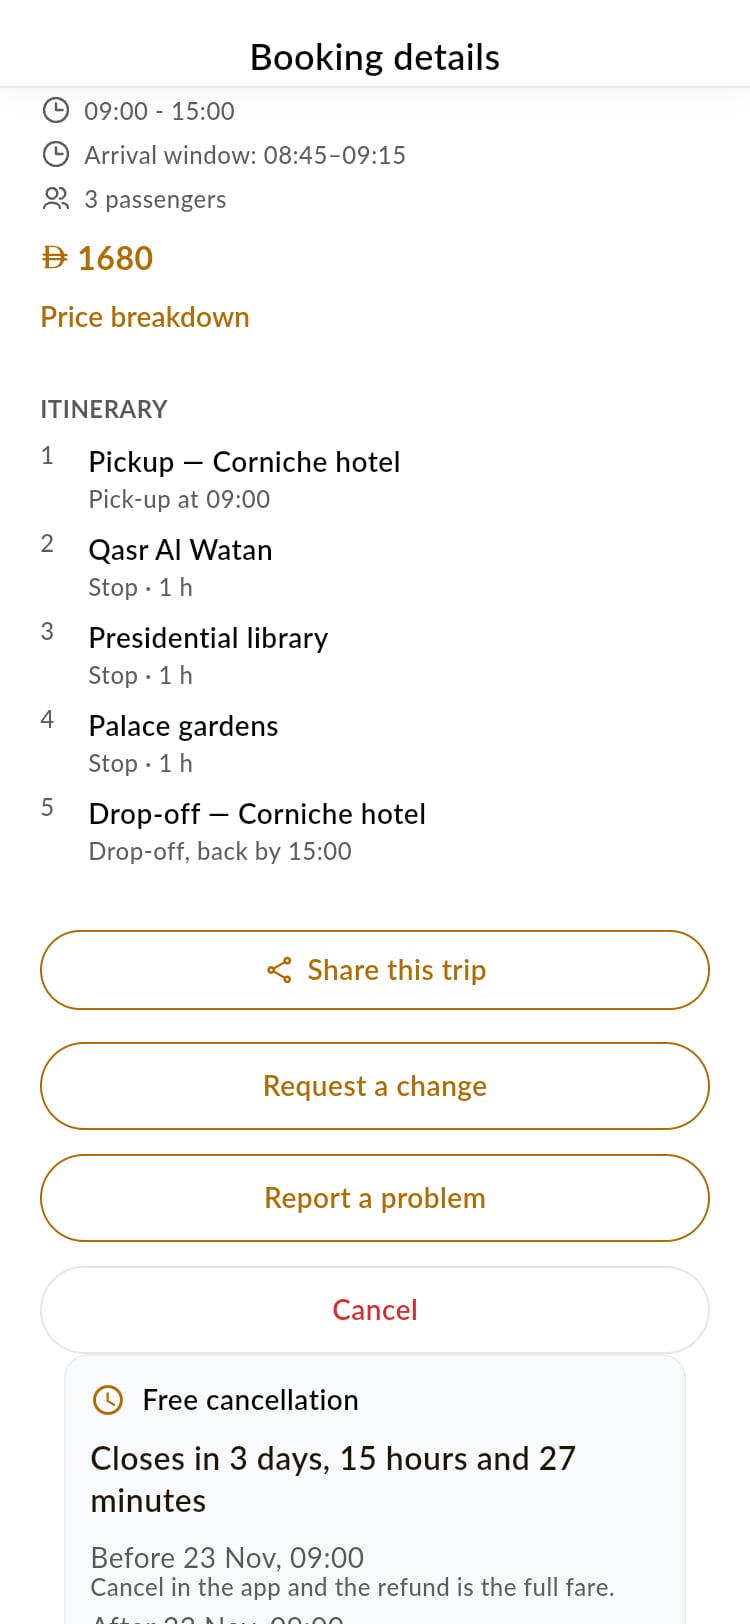 Booking details
09:00 - 15:00
Arrival window: 08:45–09:15
3 passengers
1680
Price breakdown
ITINERARY
1
Pickup — Corniche hotel
Pick-up at 09:00
2
Qasr Al Watan
Stop · 1 h
3
Presidential library
Stop · 1 h
4
Palace gardens
Stop · 1 h
5
Drop-off — Corniche hotel
Drop-off, back by 15:00
Share this trip
Request a change
Report a problem
Cancel
Free cancellation
Closes in 3 days, 15 hours and 27
minutes
Before 23 Nov, 09:00
Cancel in the app and the refund is the full fare.